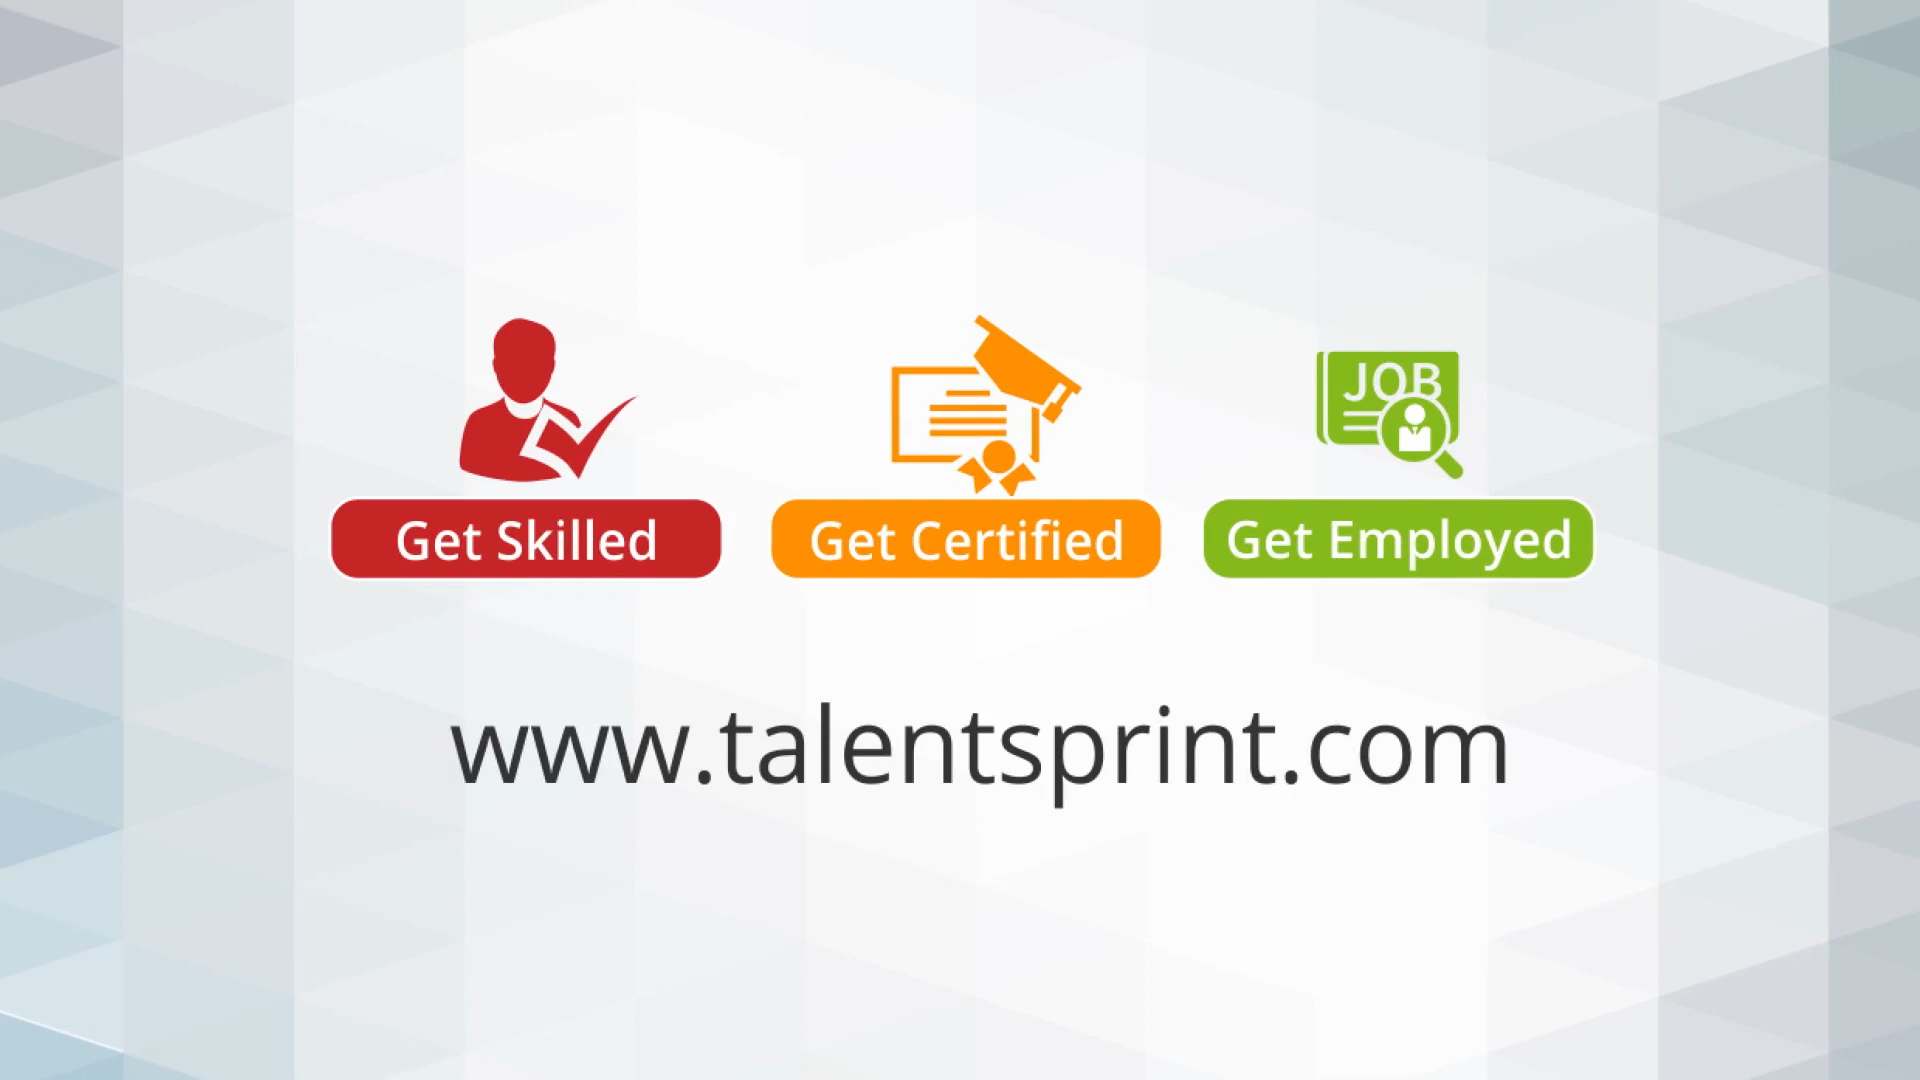 JOB
Get Skilled
Get Certified
Get Employed
www.talentsprint.com